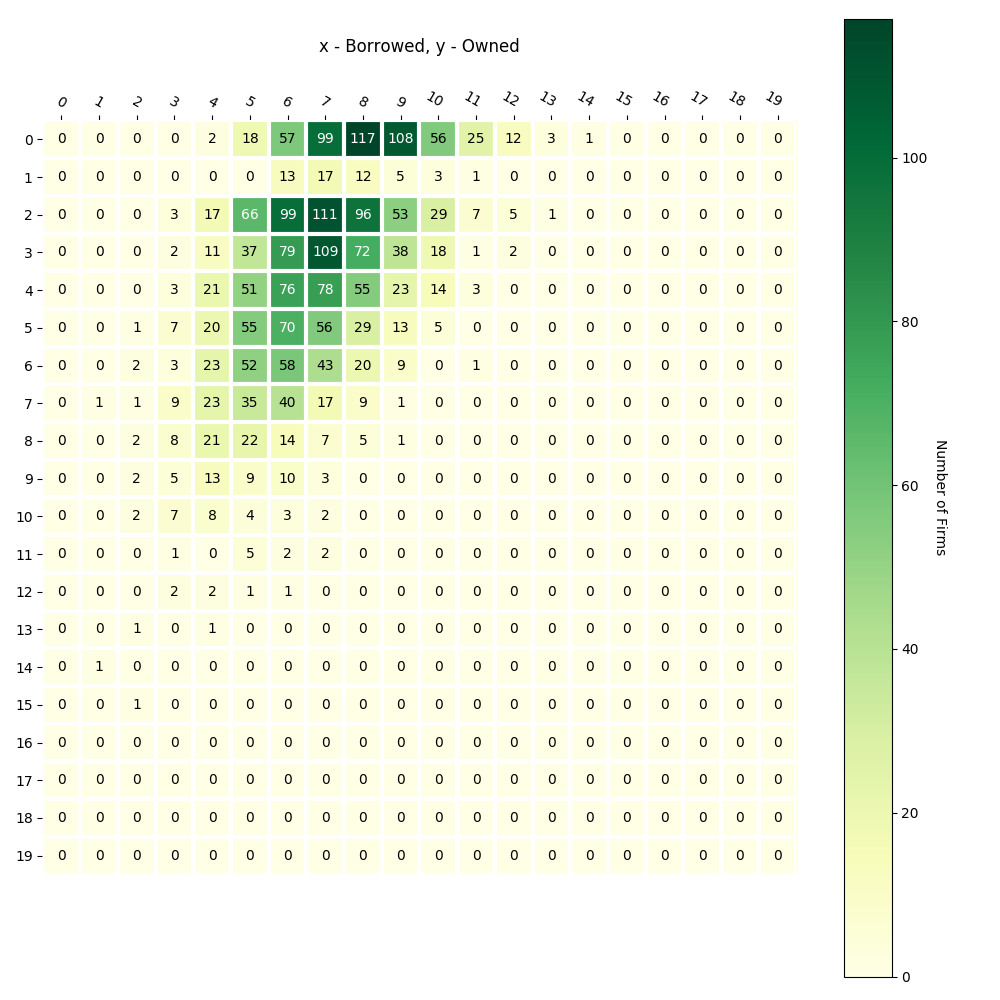 x - Borrowed, y - Owned
0 1 2 3 4 5 6 7 8 9 10 11 12 13 14 15 16 17 18 19
0 0 0 0 0 2 18 57 99 117 108 56 25 12 3 1 0 0 0 0 0
1 0 0 0 0 0 0 13 17 12 5 3 1 0 0 0 0 0 0 0 0
2 0 0 0 3 17 66 99 111 96 53 29 7 5 1 0 0 0 0 0 0
3 0 0 0 2 11 37 79 109 72 38 18 1 2 0 0 0 0 0 0 0
4 0 0 0 3 21 51 76 78 55 23 14 3 0 0 0 0 0 0 0 0
5 0 0 1 7 20 55 70 56 29 13 5 0 0 0 0 0 0 0 0 0
6 0 0 2 3 23 52 58 43 20 9 0 1 0 0 0 0 0 0 0 0
7 0 1 1 9 23 35 40 17 9 1 0 0 0 0 0 0 0 0 0 0
8 0 0 2 8 21 22 14 7 5 1 0 0 0 0 0 0 0 0 0 0
9 0 0 2 5 13 9 10 3 0 0 0 0 0 0 0 0 0 0 0 0
10 0 0 2 7 8 4 3 2 0 0 0 0 0 0 0 0 0 0 0 0
11 0 0 0 1 0 5 2 2 0 0 0 0 0 0 0 0 0 0 0 0
12 0 0 0 2 2 1 1 0 0 0 0 0 0 0 0 0 0 0 0 0
13 0 0 1 0 1 0 0 0 0 0 0 0 0 0 0 0 0 0 0 0
14 0 1 0 0 0 0 0 0 0 0 0 0 0 0 0 0 0 0 0 0
15 0 0 1 0 0 0 0 0 0 0 0 0 0 0 0 0 0 0 0 0
16 0 0 0 0 0 0 0 0 0 0 0 0 0 0 0 0 0 0 0 0
17 0 0 0 0 0 0 0 0 0 0 0 0 0 0 0 0 0 0 0 0
18 0 0 0 0 0 0 0 0 0 0 0 0 0 0 0 0 0 0 0 0
19 0 0 0 0 0 0 0 0 0 0 0 0 0 0 0 0 0 0 0 0
100
80
60
40
20
0
Number of Firms